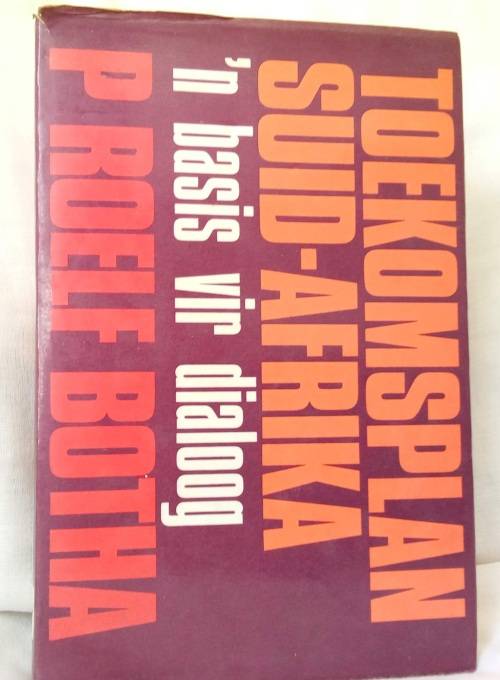 TOEKOMSPLAN
SUID-AFRIKA
'n basis vir dialoog
P ROELF BOTHA